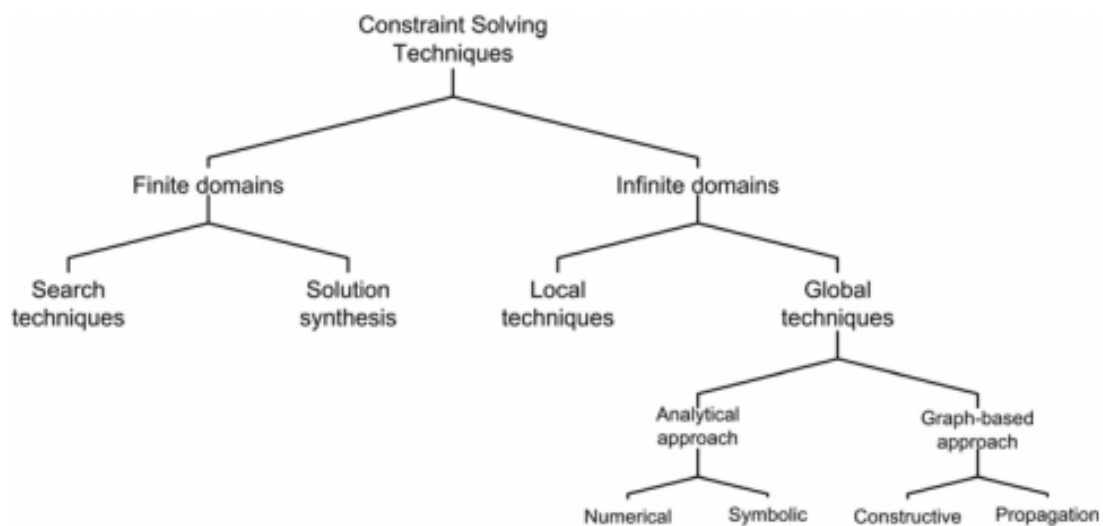 Constraint Solving
Techniques
Finite domains
Infinite domains
Search
techniques
Solution
synthesis
Local
techniques
Global
techniques
Analytical
approach
Graph-based
approach
Numerical
Symbolic
Constructive
Propagation